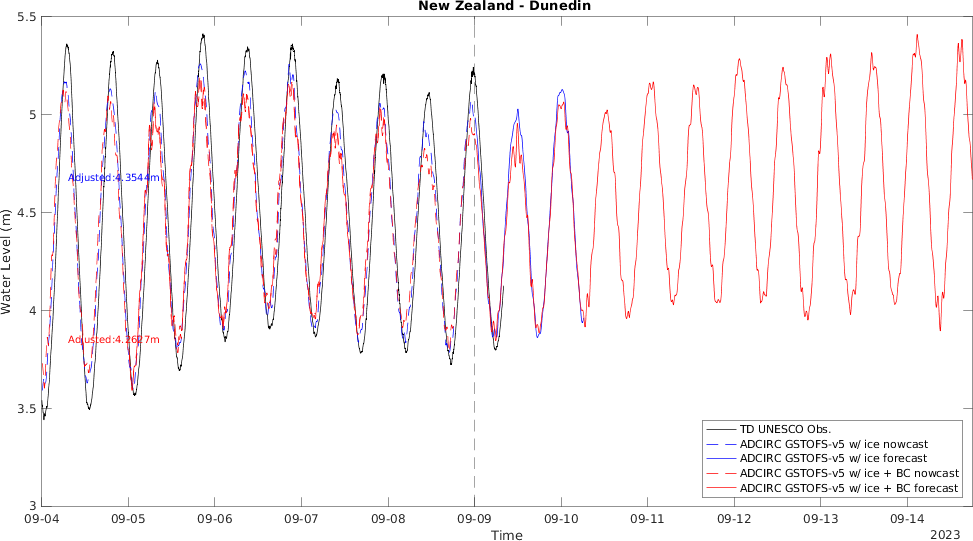 New Zealand - Dunedin
5.5
5
4.5
4
3.5
3
Water Level (m)
Adjusted:4.3544m
Adjusted:4.2627m
TD UNESCO Obs.
ADCIRC GSTOFS-v5 w/ ice nowcast
ADCIRC GSTOFS-v5 w/ ice forecast
ADCIRC GSTOFS-v5 w/ ice + BC nowcast
ADCIRC GSTOFS-v5 w/ ice + BC forecast
09-04 09-05 09-06 09-07 09-08 09-09 09-10 09-11 09-12 09-13 09-14
Time
2023